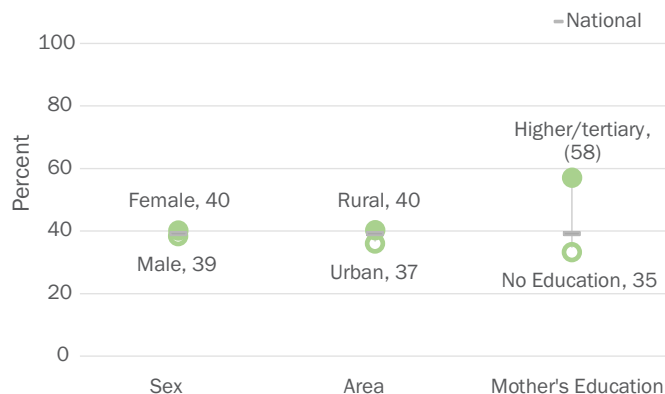 National
100
80
60
40
20
0
Percent
Higher/tertiary,
(58)
Female, 40
Rural, 40
Male, 39
Urban, 37
No Education, 35
Sex
Area
Mother's Education